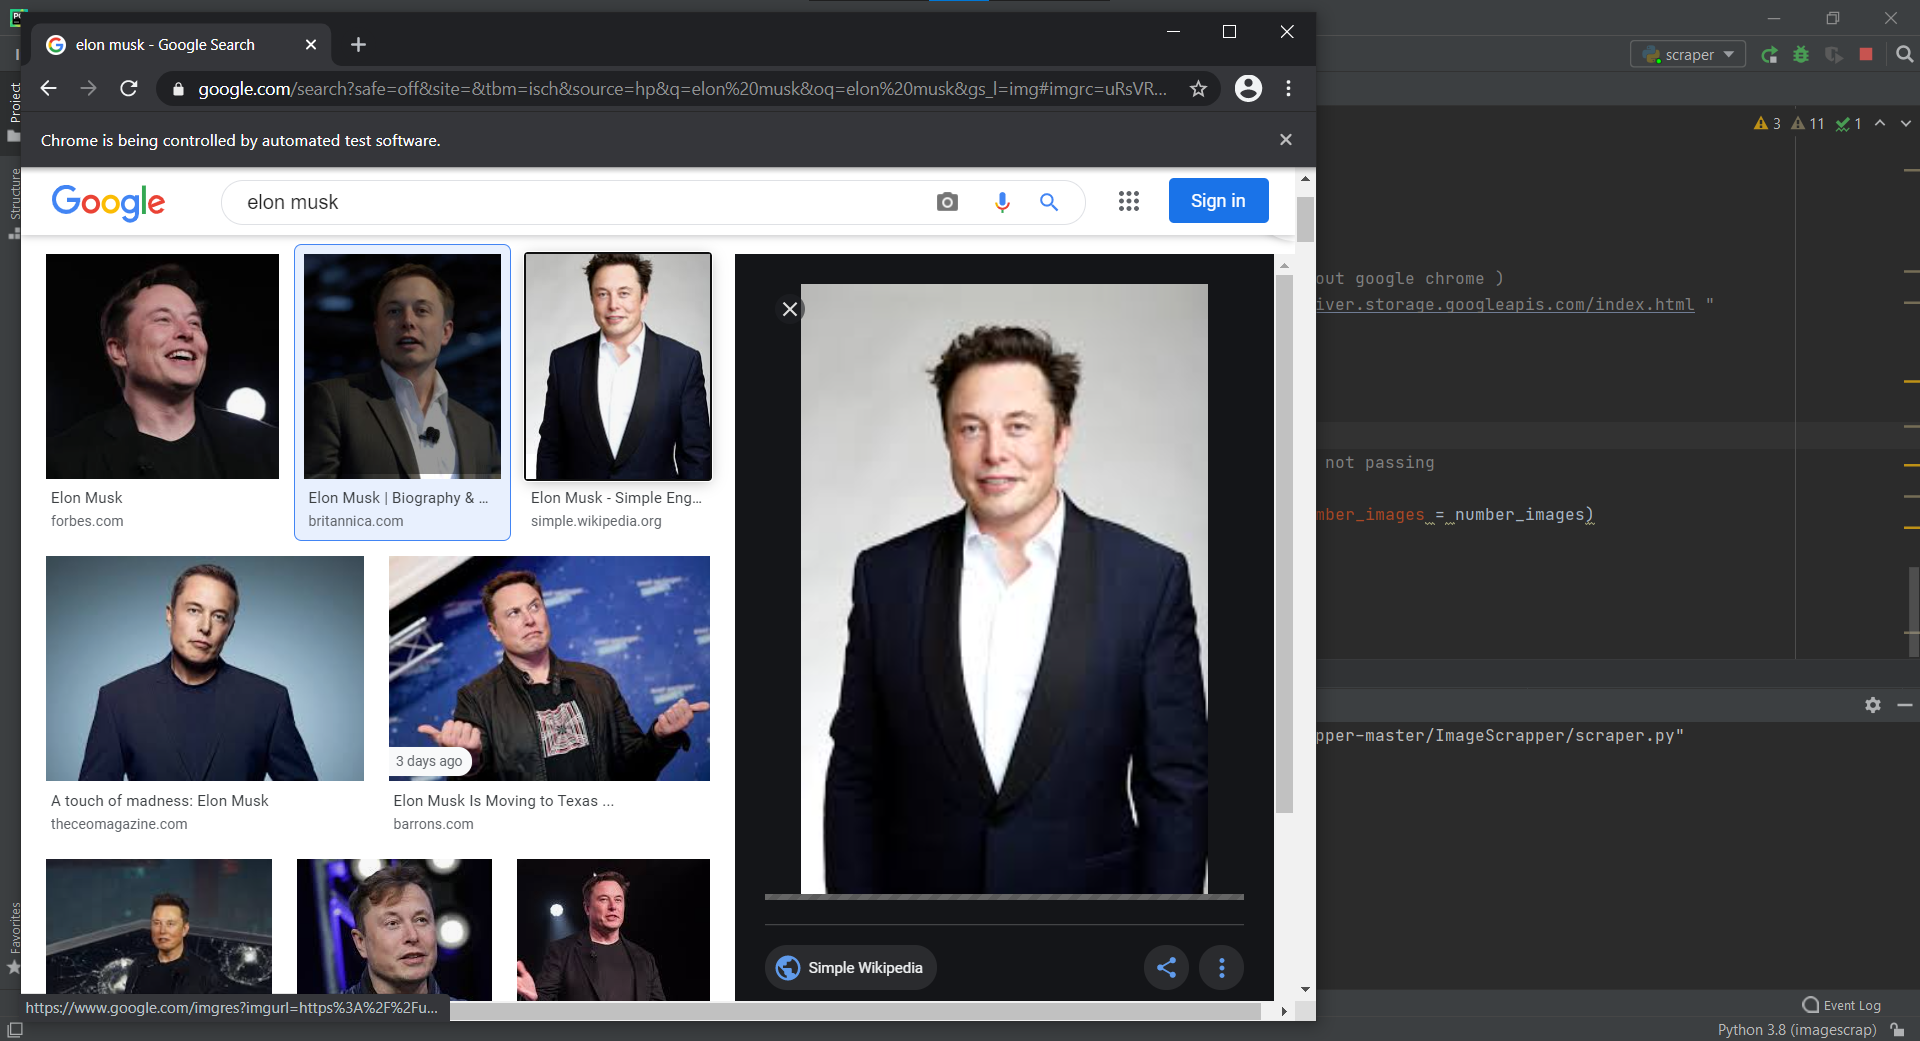 elon musk - Google Search
scraper
google.com/search?safe=off&site=&tbm=isch&source=hp&q=elon%20musk&oq=elon%20musk&gs_l=img#imgrc=uRsVR...
Project
Chrome is being controlled by automated test software.
3 11 1
Structure
Google
elon musk
Sign in
out google chrome )
iver.storage.googleapis.com/index.html "
not passing
Elon Musk
forbes.com
Elon Musk | Biography & ...
britannica.com
Elon Musk - Simple Eng...
simple.wikipedia.org
mber_images = number_images)
3 days ago
pper-master/ImageScrapper/scraper.py"
A touch of madness: Elon Musk
theceomagazine.com
Elon Musk Is Moving to Texas ...
barrons.com
Favorites
Simple Wikipedia
https://www.google.com/imgres?imgurl=https%3A%2F%2Fu...
Event Log
Python 3.8 (imagescrap)